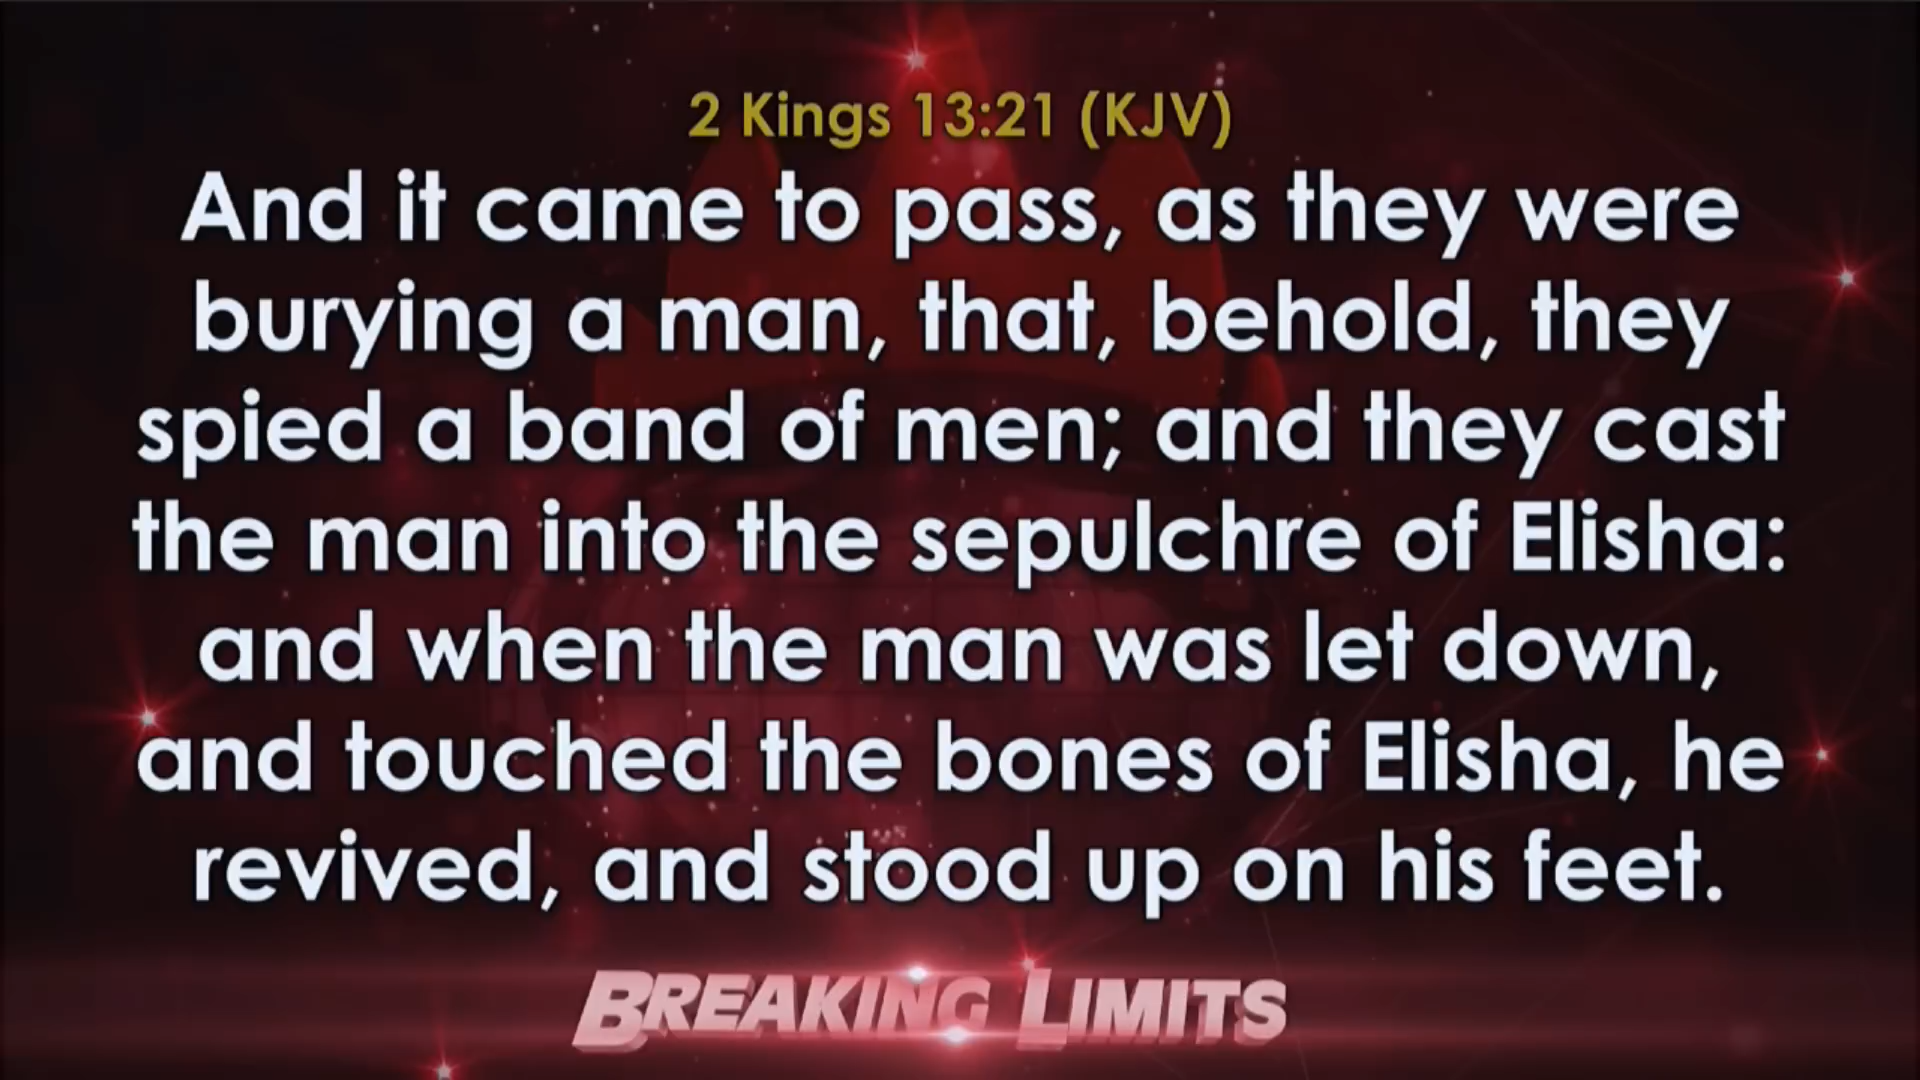 2 Kings 13:21 (KJV)
And it came to pass, as they were
burying a man, that, behold, they
spied a band of men; and they cast
the man into the sepulchre of Elisha:
and when the man was let down,
and touched the bones of Elisha, he
revived, and stood up on his feet.
BREAKING LIMITS